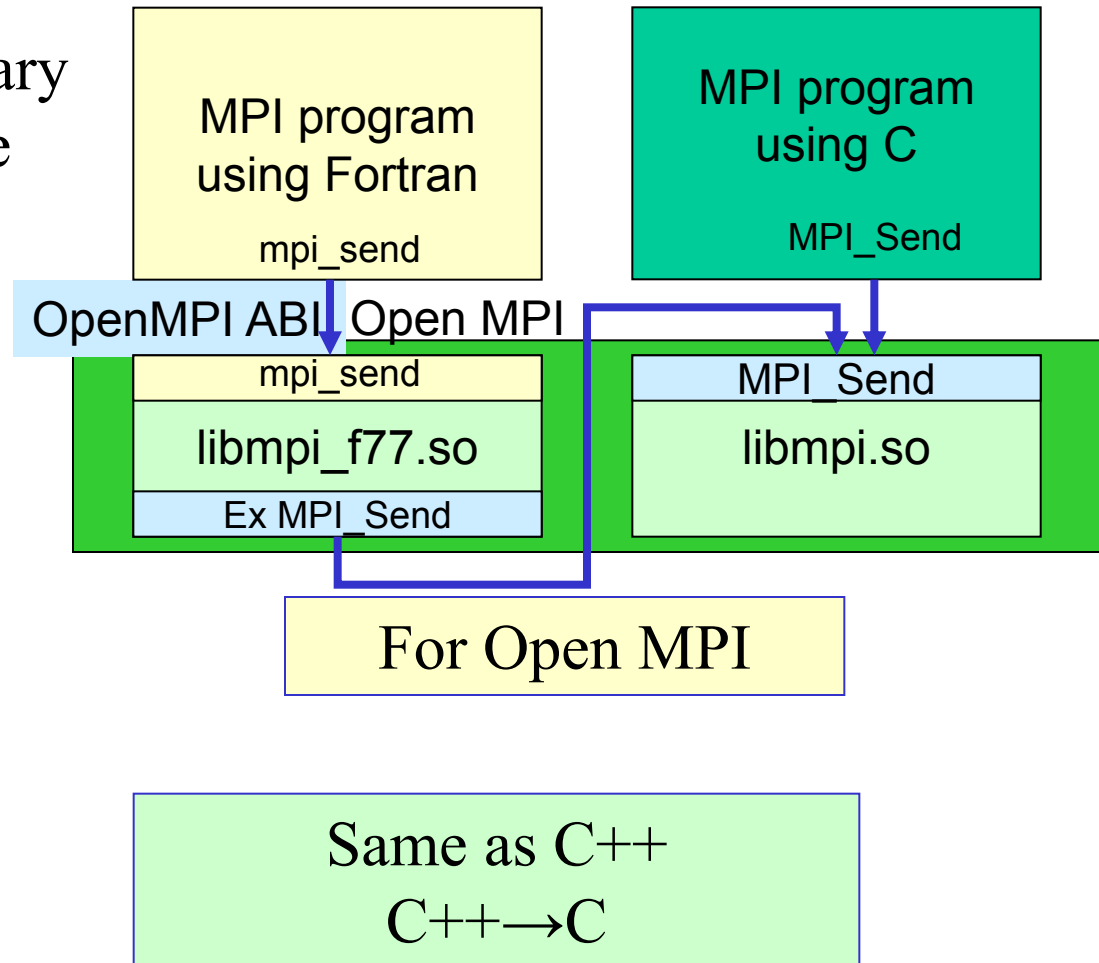 MPI program
using Fortran
mpi_send
MPI program
using C
MPI_Send
OpenMPI ABI
Open MPI
mpi_send
libmpi_f77.so
Ex MPI_Send
MPI_Send
libmpi.so
For Open MPI
Same as C++
C++→C